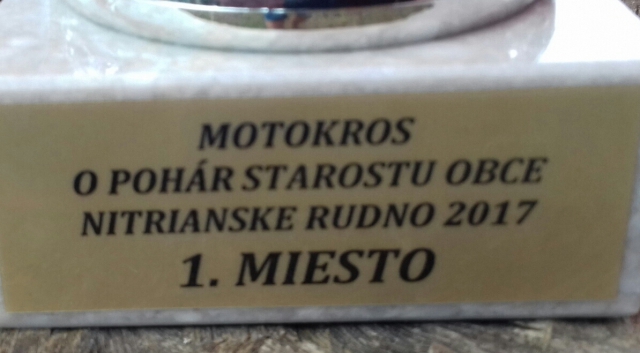 MOTOKROS
O POHÁR STAROSTU OBCE
NITRIANSKE RUDNO 2017
1. MIESTO